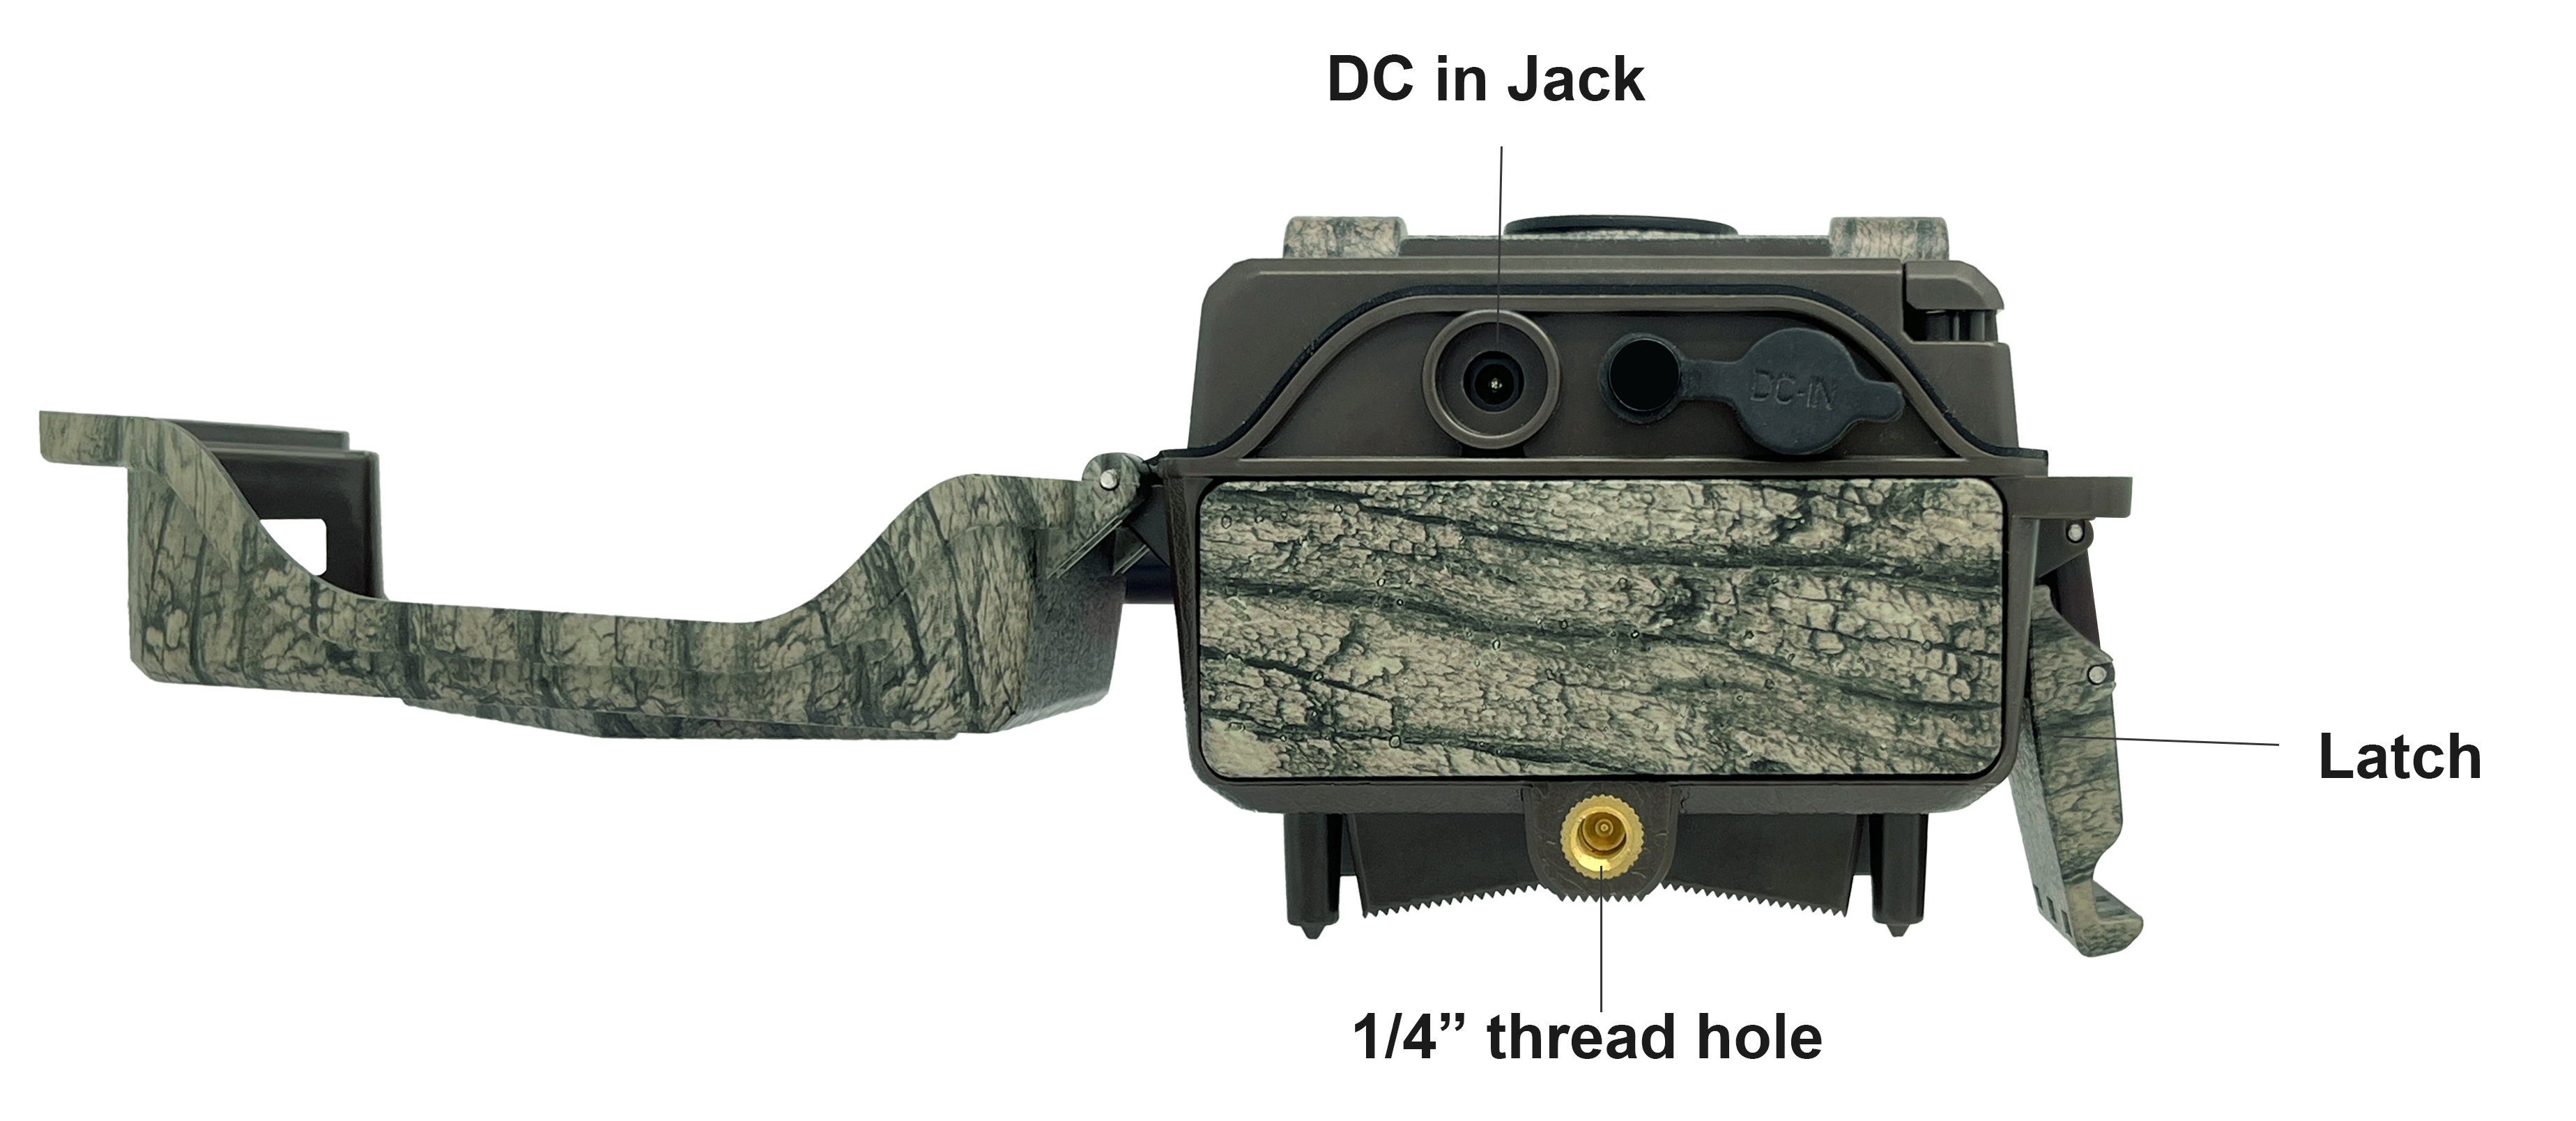 DC in Jack
DC-IN
Latch
1/4” thread hole